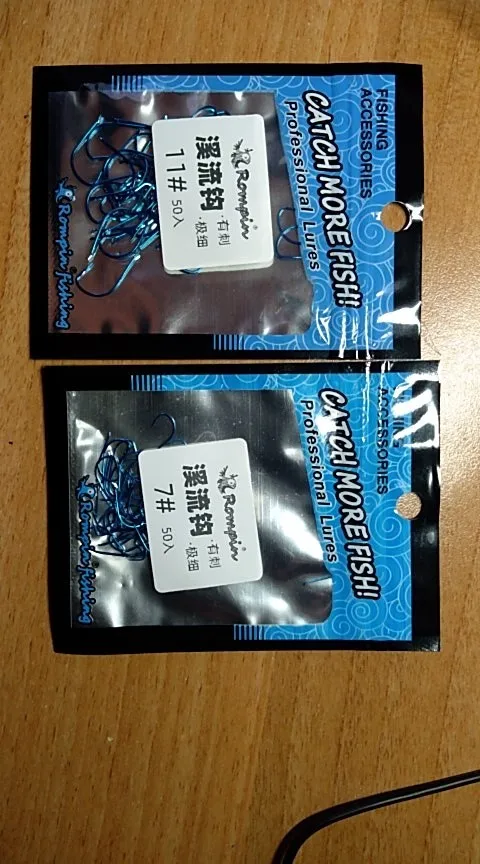 FISHING
ACCESSORIES
CATCH MORE FISH!
Professional Lures
Rompin
溪流钩
·有刺
·极细
11# 50入
Rompin Fishing
ACCESSORIES
CATCH MORE FISH!
Professional Lures
Rompin
溪流钩
·有刺
·极细
7# 50入
Rompin Fishing